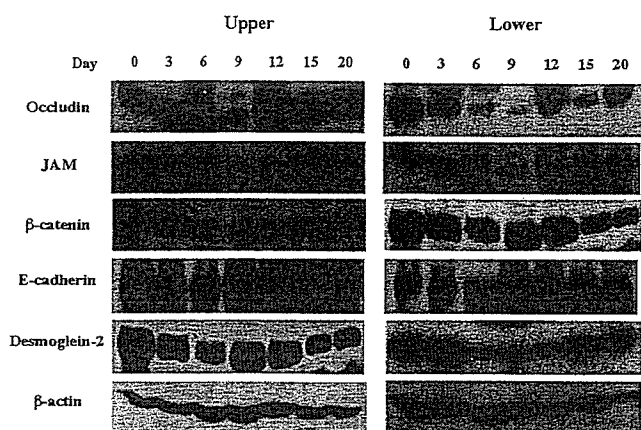 Upper Lower
Day 0 3 6 9 12 15 20 0 3 6 9 12 15 20
Occludin
JAM
β-catenin
E-cadherin
Desmoglein-2
β-actin